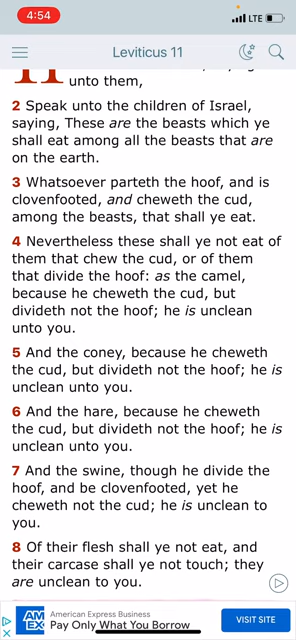 4:54
LTE
Leviticus 11
unto them,
2 Speak unto the children of Israel,
saying, These are the beasts which ye
shall eat among all the beasts that are
on the earth.
3 Whatsoever parteth the hoof, and is
clovenfooted, and cheweth the cud,
among the beasts, that shall ye eat.
4 Nevertheless these shall ye not eat of
them that chew the cud, or of them
that divide the hoof: as the camel,
because he cheweth the cud, but
divideth not the hoof; he is unclean
unto you.
5 And the coney, because he cheweth
the cud, but divideth not the hoof; he is
unclean unto you.
6 And the hare, because he cheweth
the cud, but divideth not the hoof; he is
unclean unto you.
7 And the swine, though he divide the
hoof, and be clovenfooted, yet he
cheweth not the cud; he is unclean to
you.
8 Of their flesh shall ye not eat, and
their carcase shall ye not touch; they
are unclean to you.
AM
EX
American Express Business
Pay Only What You Borrow
VISIT SITE